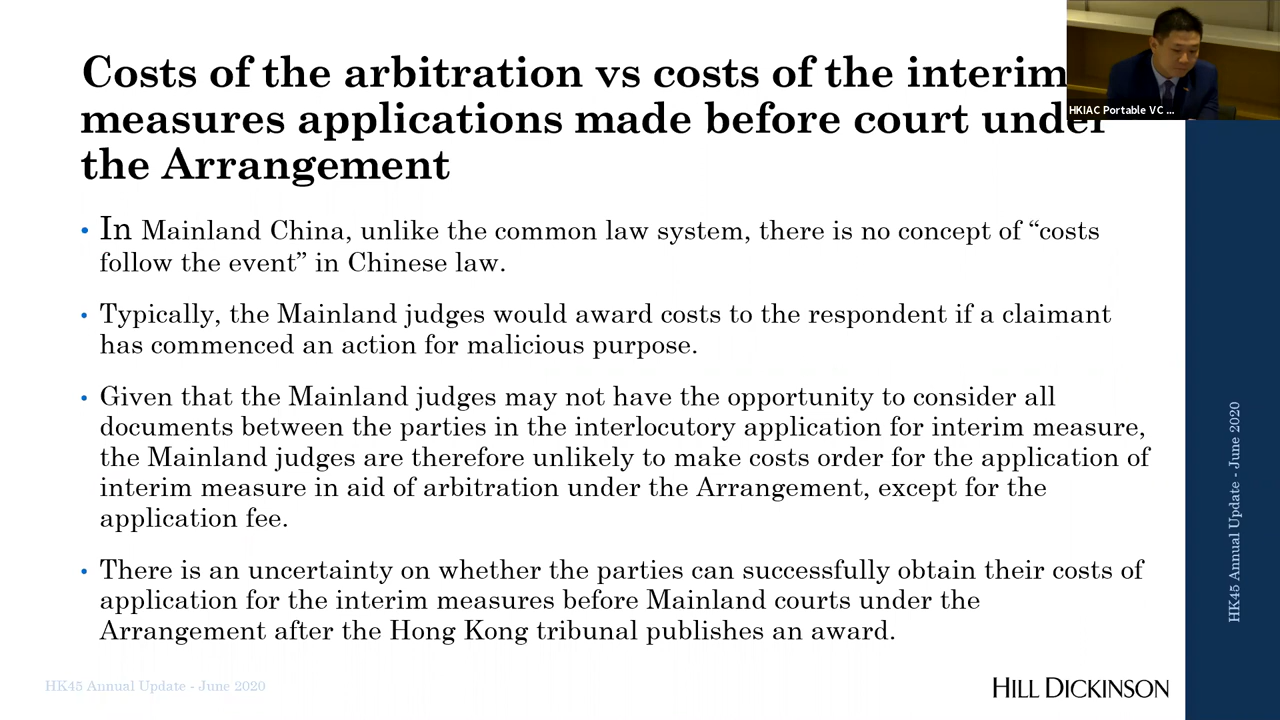 Costs of the arbitration vs costs of the interim
measures applications made before court under
the Arrangement
HKIAC Portable VC ...
• In Mainland China, unlike the common law system, there is no concept of “costs
follow the event” in Chinese law.
• Typically, the Mainland judges would award costs to the respondent if a claimant
has commenced an action for malicious purpose.
• Given that the Mainland judges may not have the opportunity to consider all
documents between the parties in the interlocutory application for interim measure,
the Mainland judges are therefore unlikely to make costs order for the application of
interim measure in aid of arbitration under the Arrangement, except for the
application fee.
• There is an uncertainty on whether the parties can successfully obtain their costs of
application for the interim measures before Mainland courts under the
Arrangement after the Hong Kong tribunal publishes an award.
HK45 Annual Update - June 2020
HK45 Annual Update - June 2020
HILL DICKINSON